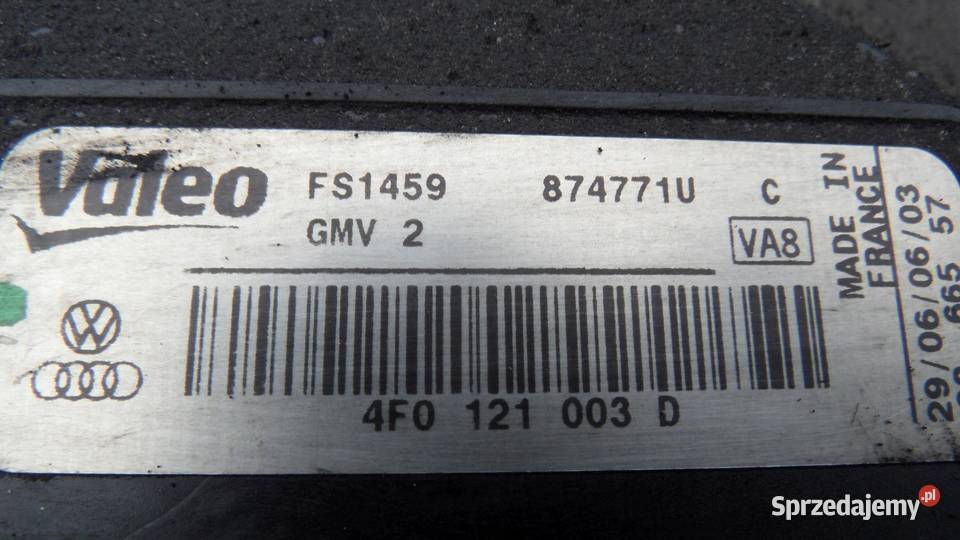 Valeo
FS1459 874771U C
GMV 2
VA8
MADE IN
FRANCE
29/06/06/03
665 57
4F0 121 003 D
Sprzedajemy.pl